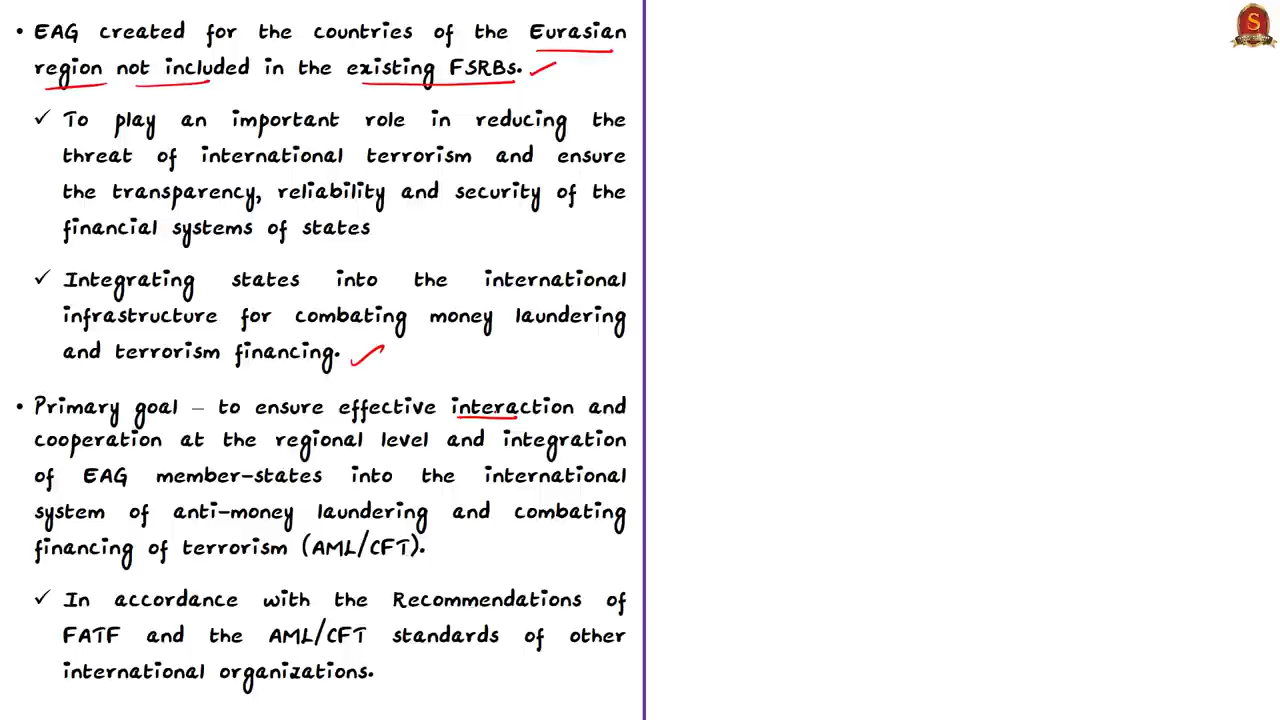 • EAG created for the countries of the Eurasian
region not included in the existing FSRBs.
✓ To play an important role in reducing the
threat of international terrorism and ensure
the transparency, reliability and security of the
financial systems of states
✓ Integrating states into the international
infrastructure for combating money laundering
and terrorism financing.
• Primary goal – to ensure effective interaction and
cooperation at the regional level and integration
of EAG member-states into the international
system of anti-money laundering and combating
financing of terrorism (AML/CFT).
✓ In accordance with the Recommendations of
FATF and the AML/CFT standards of other
international organizations.
S